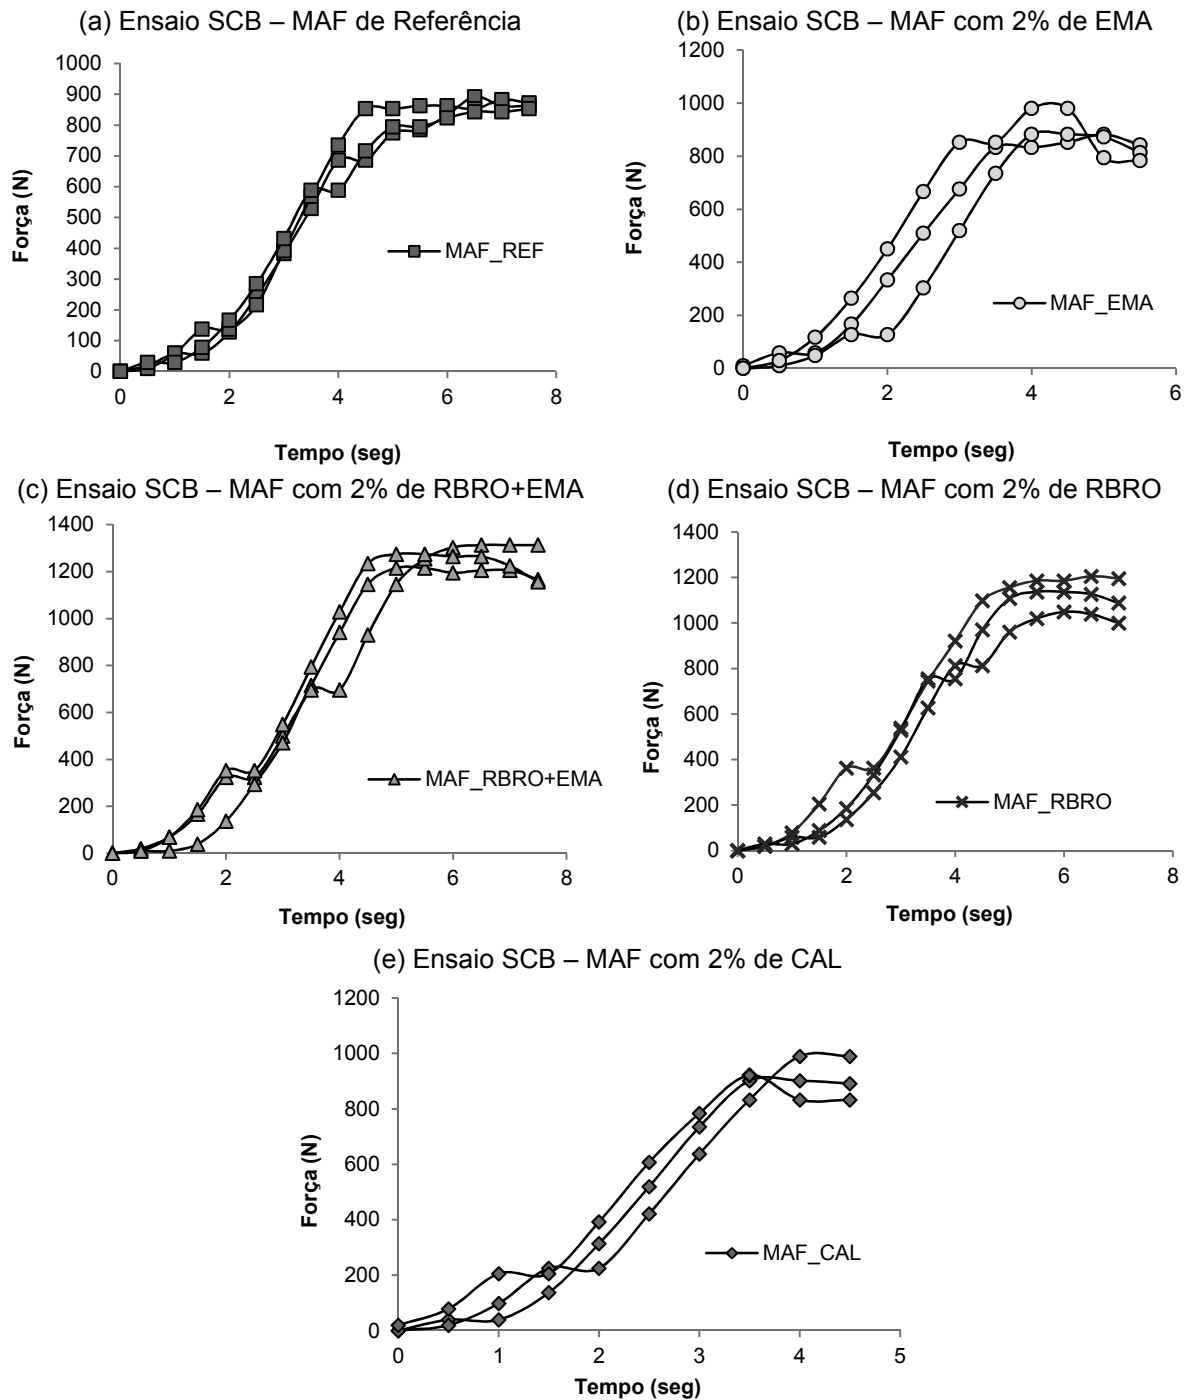 (a) Ensaio SCB – MAF de Referência
1000
900
800
700
600
500
400
300
200
100
0
Força (N)
MAF_REF
0 2 4 6 8
Tempo (seg)
(b) Ensaio SCB – MAF com 2% de EMA
1200
1000
800
600
400
200
0
Força (N)
MAF_EMA
0 2 4 6
Tempo (seg)
(c) Ensaio SCB – MAF com 2% de RBRO+EMA
1400
1200
1000
800
600
400
200
0
Força (N)
MAF_RBRO+EMA
0 2 4 6 8
Tempo (seg)
(d) Ensaio SCB – MAF com 2% de RBRO
1400
1200
1000
800
600
400
200
0
Força (N)
MAF_RBRO
0 2 4 6 8
Tempo (seg)
(e) Ensaio SCB – MAF com 2% de CAL
1200
1000
800
600
400
200
0
Força (N)
MAF_CAL
0 1 2 3 4 5
Tempo (seg)